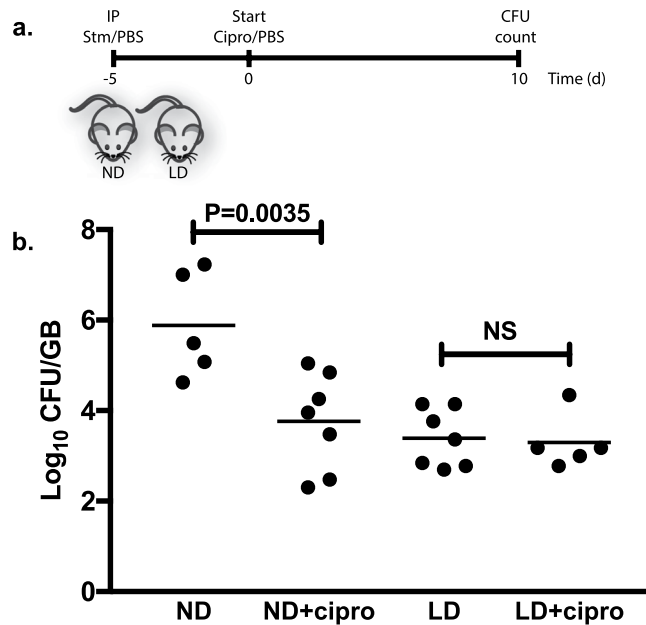 a.
IP
Stm/PBS
Start
Cipro/PBS
CFU
count
-5
0
10
Time (d)
ND
LD
b.
P=0.0035
NS
Log10 CFU/GB
8
6
4
2
0
ND
ND+cipro
LD
LD+cipro